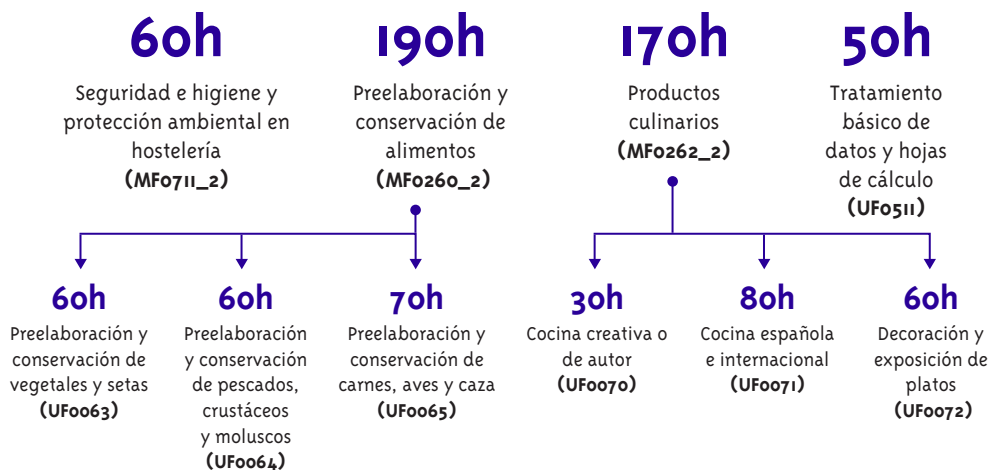 60h
Seguridad e higiene y
protección ambiental en
hostelería
(MF0711_2)
190h
Preelaboración y
conservación de
alimentos
(MF0260_2)
170h
Productos
culinarios
(MF0262_2)
50h
Tratamiento
básico de
datos y hojas
de cálculo
(UF0511)
60h
Preelaboración y
conservación de
vegetales y setas
(UF0063)
60h
Preelaboración
y conservación
de pescados,
crustáceos
y moluscos
(UF0064)
70h
Preelaboración y
conservación de
carnes, aves y caza
(UF0065)
30h
Cocina creativa o
de autor
(UF0070)
80h
Cocina española
e internacional
(UF0071)
60h
Decoración y
exposición de
platos
(UF0072)